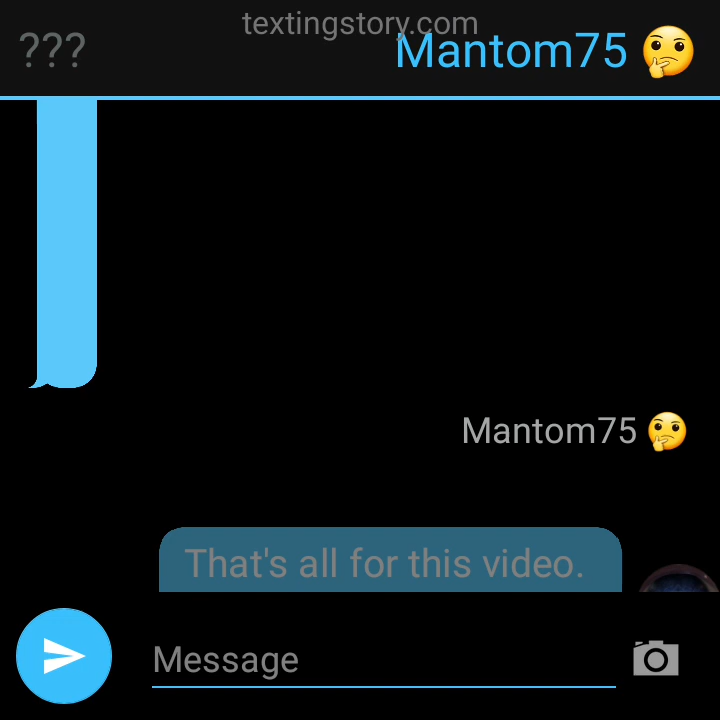 textingstory.com
??? Mantom75 🤔
Mantom75 🤔
That's all for this video.
Message